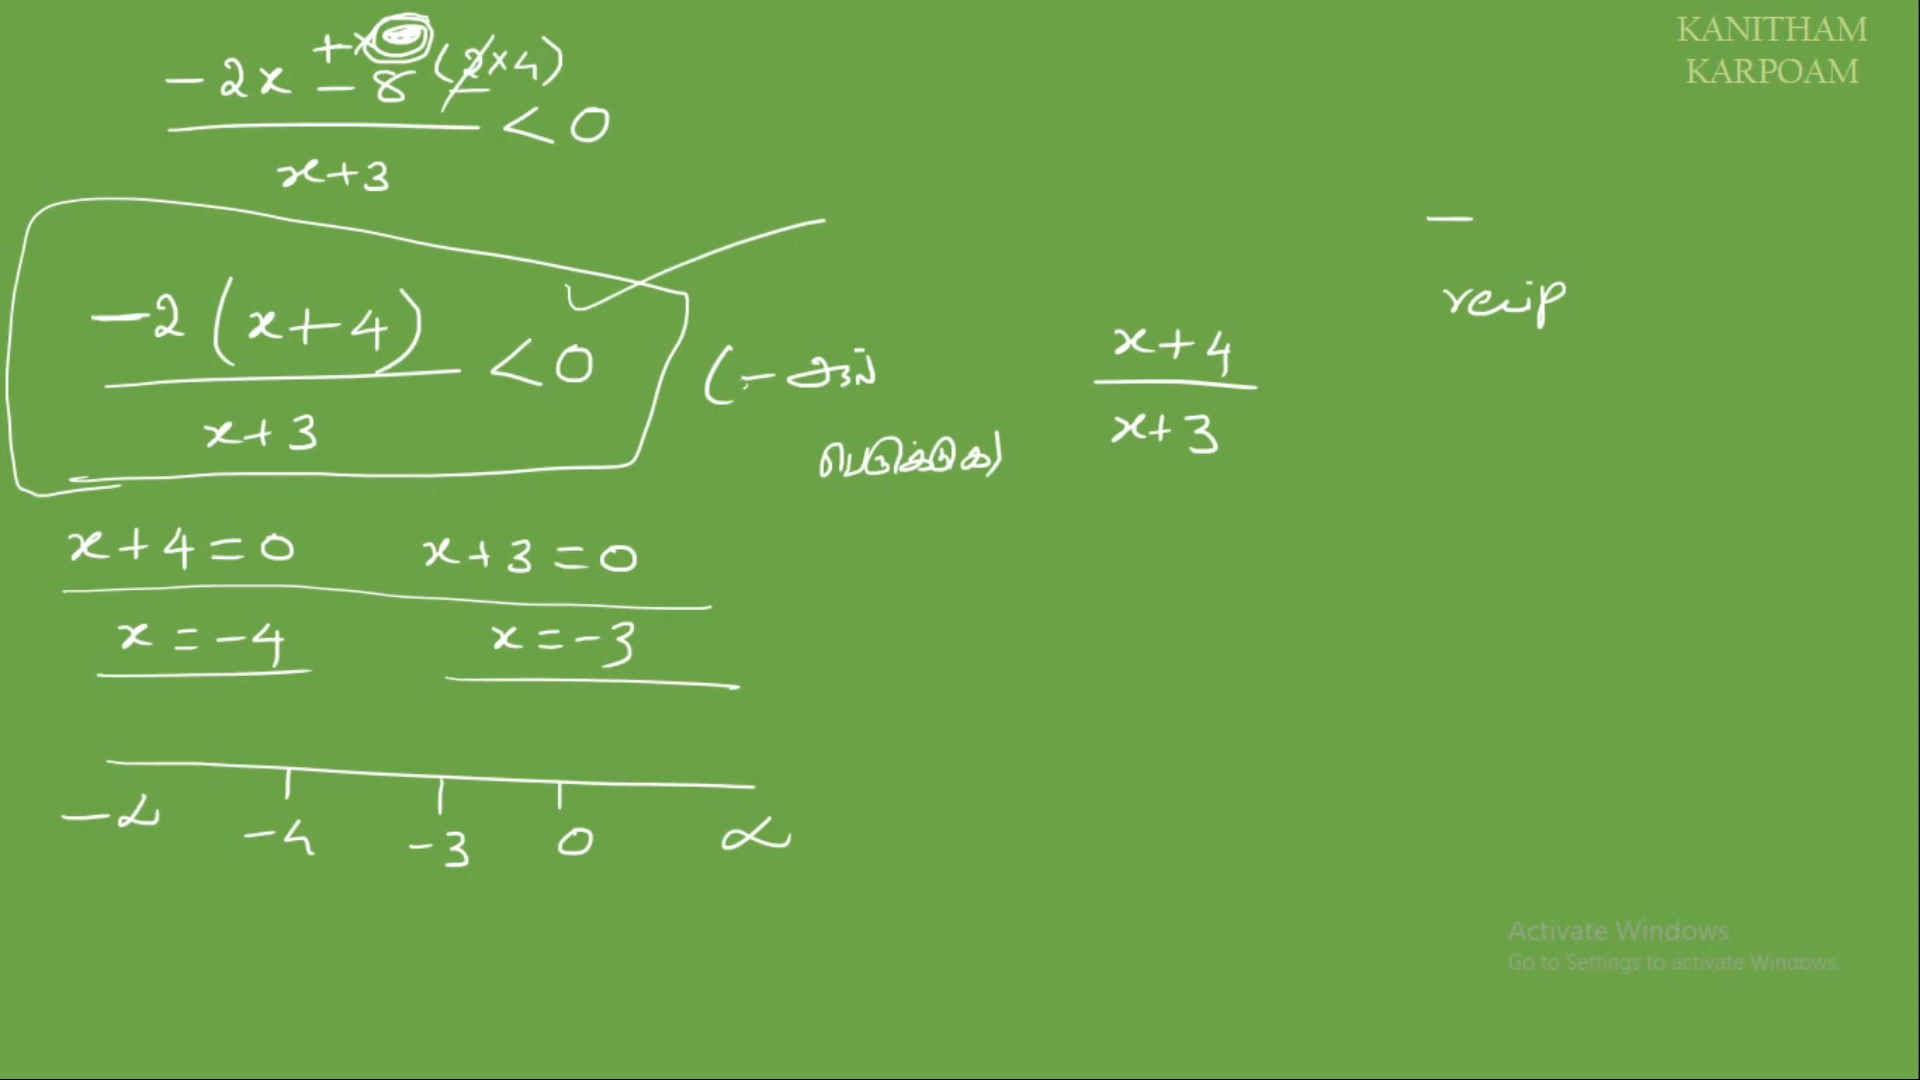 KANITHAM
KARPOAM
-2x - 8 (2×4)
x+3 <0
-2(x+4)
x+3 <0
(-ஆல்
பெருக்குக)
x+4
x+3
recip
x+4=0 x+3=0
x=-4 x=-3
-∞ -4 -3 0 ∞
Activate Windows
Go to Settings to activate Windows.